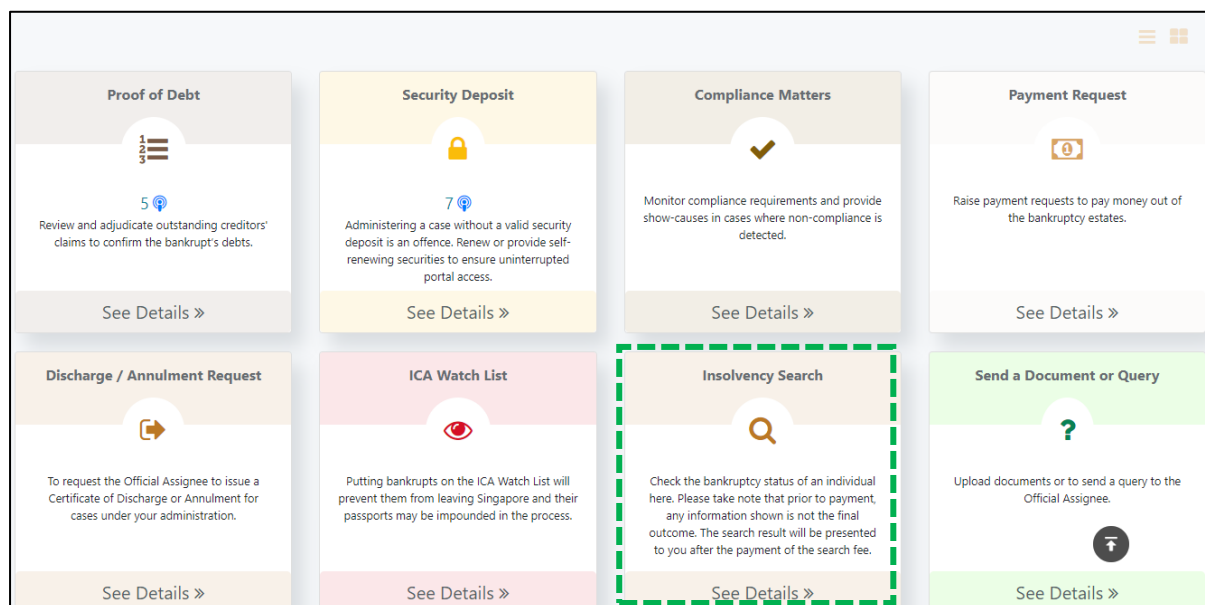 Proof of Debt
1
2
3
5
Review and adjudicate outstanding creditors'
claims to confirm the bankrupt's debts.
See Details »
Security Deposit
7
Administering a case without a valid security
deposit is an offence. Renew or provide self-
renewing securities to ensure uninterrupted
portal access.
See Details »
Compliance Matters
Monitor compliance requirements and provide
show-causes in cases where non-compliance is
detected.
See Details »
Payment Request
1
Raise payment requests to pay money out of
the bankruptcy estates.
See Details »
Discharge / Annulment Request
To request the Official Assignee to issue a
Certificate of Discharge or Annulment for
cases under your administration.
See Details »
ICA Watch List
Putting bankrupts on the ICA Watch List will
prevent them from leaving Singapore and their
passports may be impounded in the process.
See Details »
Insolvency Search
Check the bankruptcy status of an individual
here. Please take note that prior to payment,
any information shown is not the final
outcome. The search result will be presented
to you after the payment of the search fee.
See Details »
Send a Document or Query
?
Upload documents or to send a query to the
Official Assignee.
See Details »